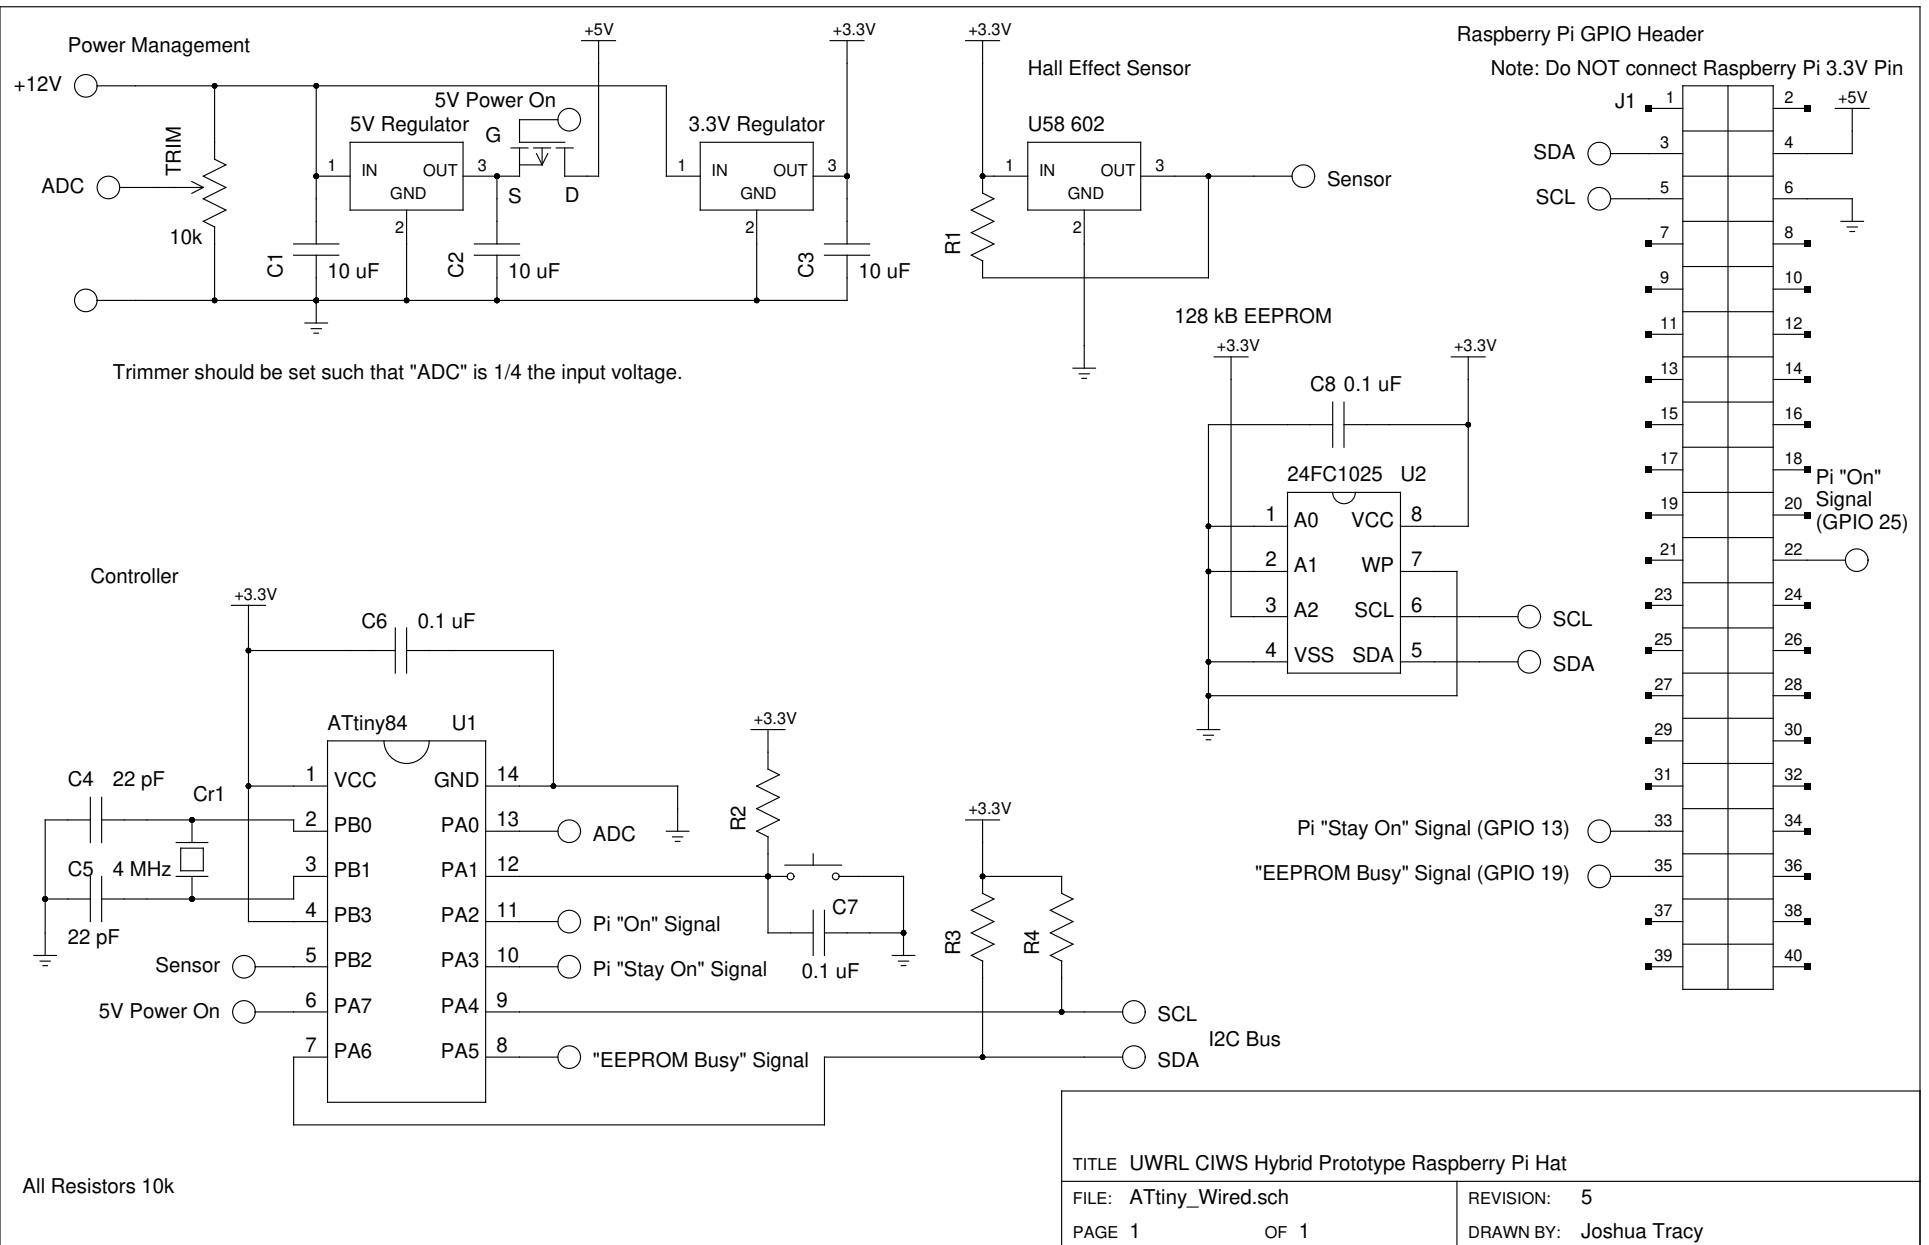 Power Management
+12V
ADC
TRIM
10k
C1
10 uF
5V Regulator
1
IN
OUT
3
GND
2
C2
10 uF
5V Power On
G
S
D
+5V
3.3V Regulator
1
IN
OUT
3
GND
2
C3
10 uF
+3.3V
Trimmer should be set such that "ADC" is 1/4 the input voltage.
+3.3V
Hall Effect Sensor
U58 602
1
IN
OUT
3
GND
2
R1
Sensor
128 kB EEPROM
+3.3V
+3.3V
C8 0.1 uF
24FC1025 U2
1 A0 VCC 8
2 A1 WP 7
3 A2 SCL 6
4 VSS SDA 5
SCL
SDA
Raspberry Pi GPIO Header
Note: Do NOT connect Raspberry Pi 3.3V Pin
J1
1 2
+5V
SDA
3 4
SCL
5 6
7 8
9 10
11 12
13 14
15 16
17 18
Pi "On"
Signal
(GPIO 25)
19 20
21 22
23 24
25 26
27 28
29 30
31 32
Pi "Stay On" Signal (GPIO 13)
33 34
"EEPROM Busy" Signal (GPIO 19)
35 36
37 38
39 40
Controller
+3.3V
C6 0.1 uF
ATtiny84 U1
1 VCC GND 14
2 PB0 PA0 13
3 PB1 PA1 12
4 PB3 PA2 11
5 PB2 PA3 10
6 PA7 PA4 9
7 PA6 PA5 8
C4 22 pF
Cr1
C5 4 MHz
22 pF
Sensor
5V Power On
ADC
Pi "On" Signal
Pi "Stay On" Signal
"EEPROM Busy" Signal
+3.3V
R2
C7
0.1 uF
+3.3V
R3
R4
SCL
I2C Bus
SDA
All Resistors 10k
TITLE UWRL CIWS Hybrid Prototype Raspberry Pi Hat
FILE: ATtiny_Wired.sch
REVISION: 5
PAGE 1 OF 1
DRAWN BY: Joshua Tracy